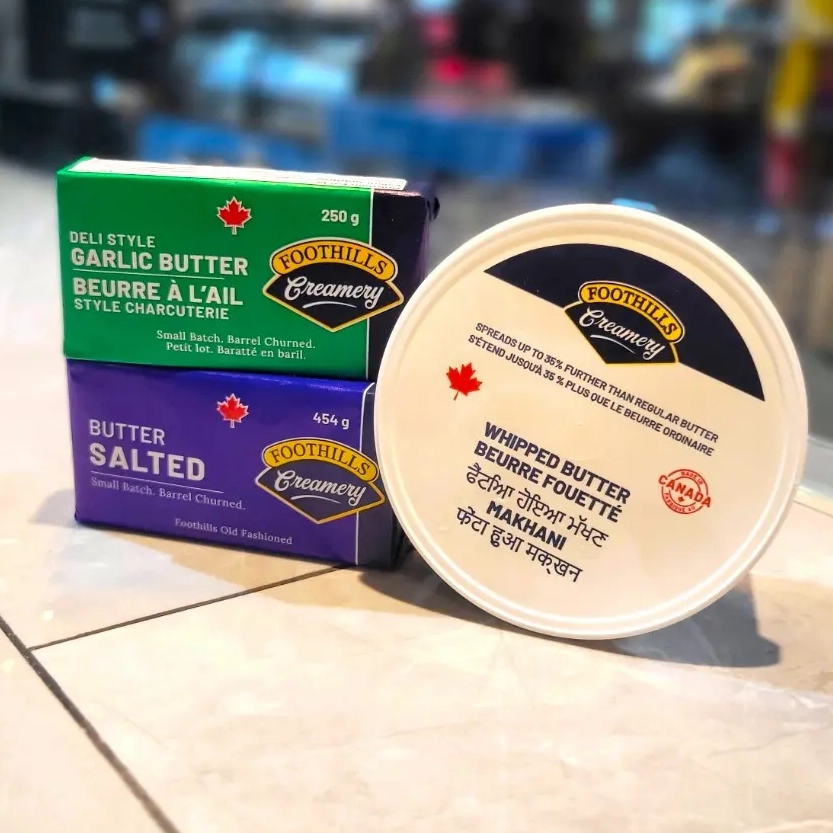 250 g
DELI STYLE
GARLIC BUTTER
BEURRE À L'AIL
STYLE CHARCUTERIE
Small Batch. Barrel Churned.
Petit lot. Baratté en baril.
FOOTHILLS
Creamery
454 g
BUTTER
SALTED
Small Batch. Barrel Churned.
Foothills Old Fashioned
FOOTHILLS
Creamery
FOOTHILLS
Creamery
SPREADS UP TO 35% FURTHER THAN REGULAR BUTTER
S'ÉTEND JUSQU'À 35 % PLUS QUE LE BEURRE ORDINAIRE
WHIPPED BUTTER
BEURRE FOUETTÉ
ਫੈਂਟਿਆ ਹੋਇਆ ਮੱਖਣ
MAKHANI
फेंटा हुआ मक्खन
MADE IN
CANADA